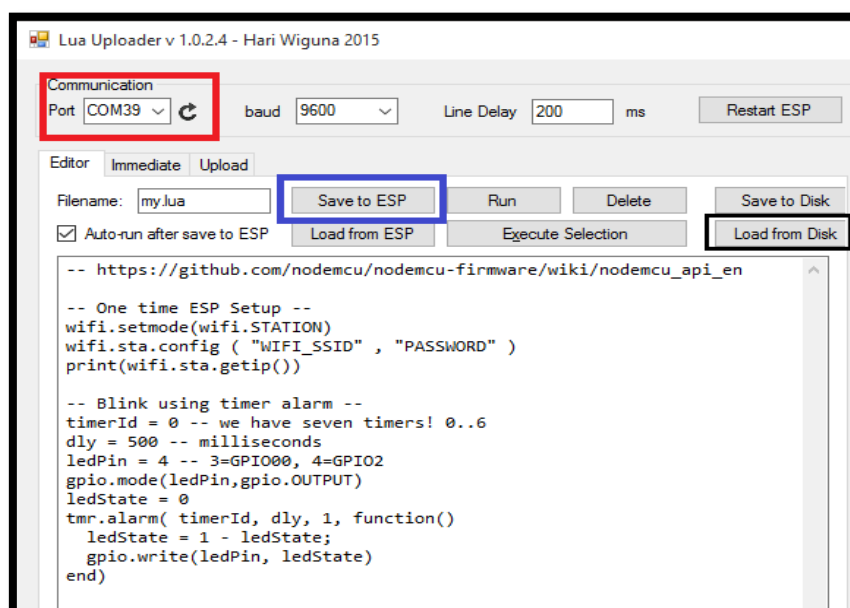 Lua Uploader v 1.0.2.4 - Hari Wiguna 2015
Communication
Port COM39 baud 9600 Line Delay 200 ms Restart ESP
Editor Immediate Upload
Filename: my.lua Save to ESP Run Delete Save to Disk
Auto-run after save to ESP Load from ESP Execute Selection Load from Disk
-- https://github.com/nodemcu/nodemcu-firmware/wiki/nodemcu_api_en
-- One time ESP Setup --
wifi.setmode(wifi.STATION)
wifi.sta.config ( "WIFI_SSID" , "PASSWORD" )
print(wifi.sta.getip())
-- Blink using timer alarm --
timerId = 0 -- we have seven timers! 0..6
dly = 500 -- milliseconds
ledPin = 4 -- 3=GPIO00, 4=GPIO2
gpio.mode(ledPin,gpio.OUTPUT)
ledState = 0
tmr.alarm( timerId, dly, 1, function()
  ledState = 1 - ledState;
  gpio.write(ledPin, ledState)
end)